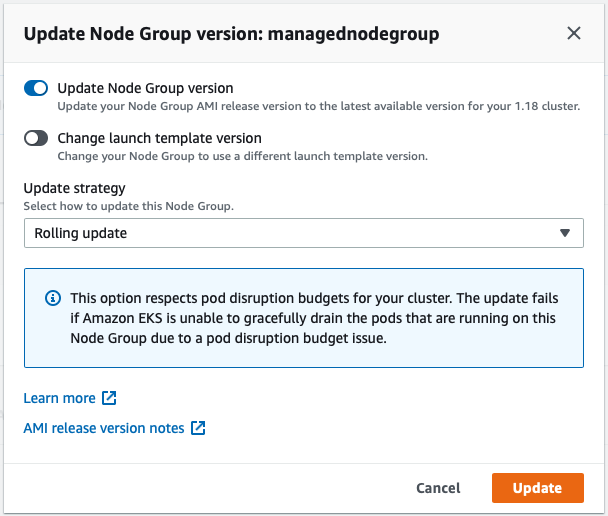 Update Node Group version: managednodegroup
Update Node Group version
Update your Node Group AMI release version to the latest available version for your 1.18 cluster.
Change launch template version
Change your Node Group to use a different launch template version.
Update strategy
Select how to update this Node Group.
Rolling update
This option respects pod disruption budgets for your cluster. The update fails
if Amazon EKS is unable to gracefully drain the pods that are running on this
Node Group due to a pod disruption budget issue.
Learn more
AMI release version notes
Cancel
Update